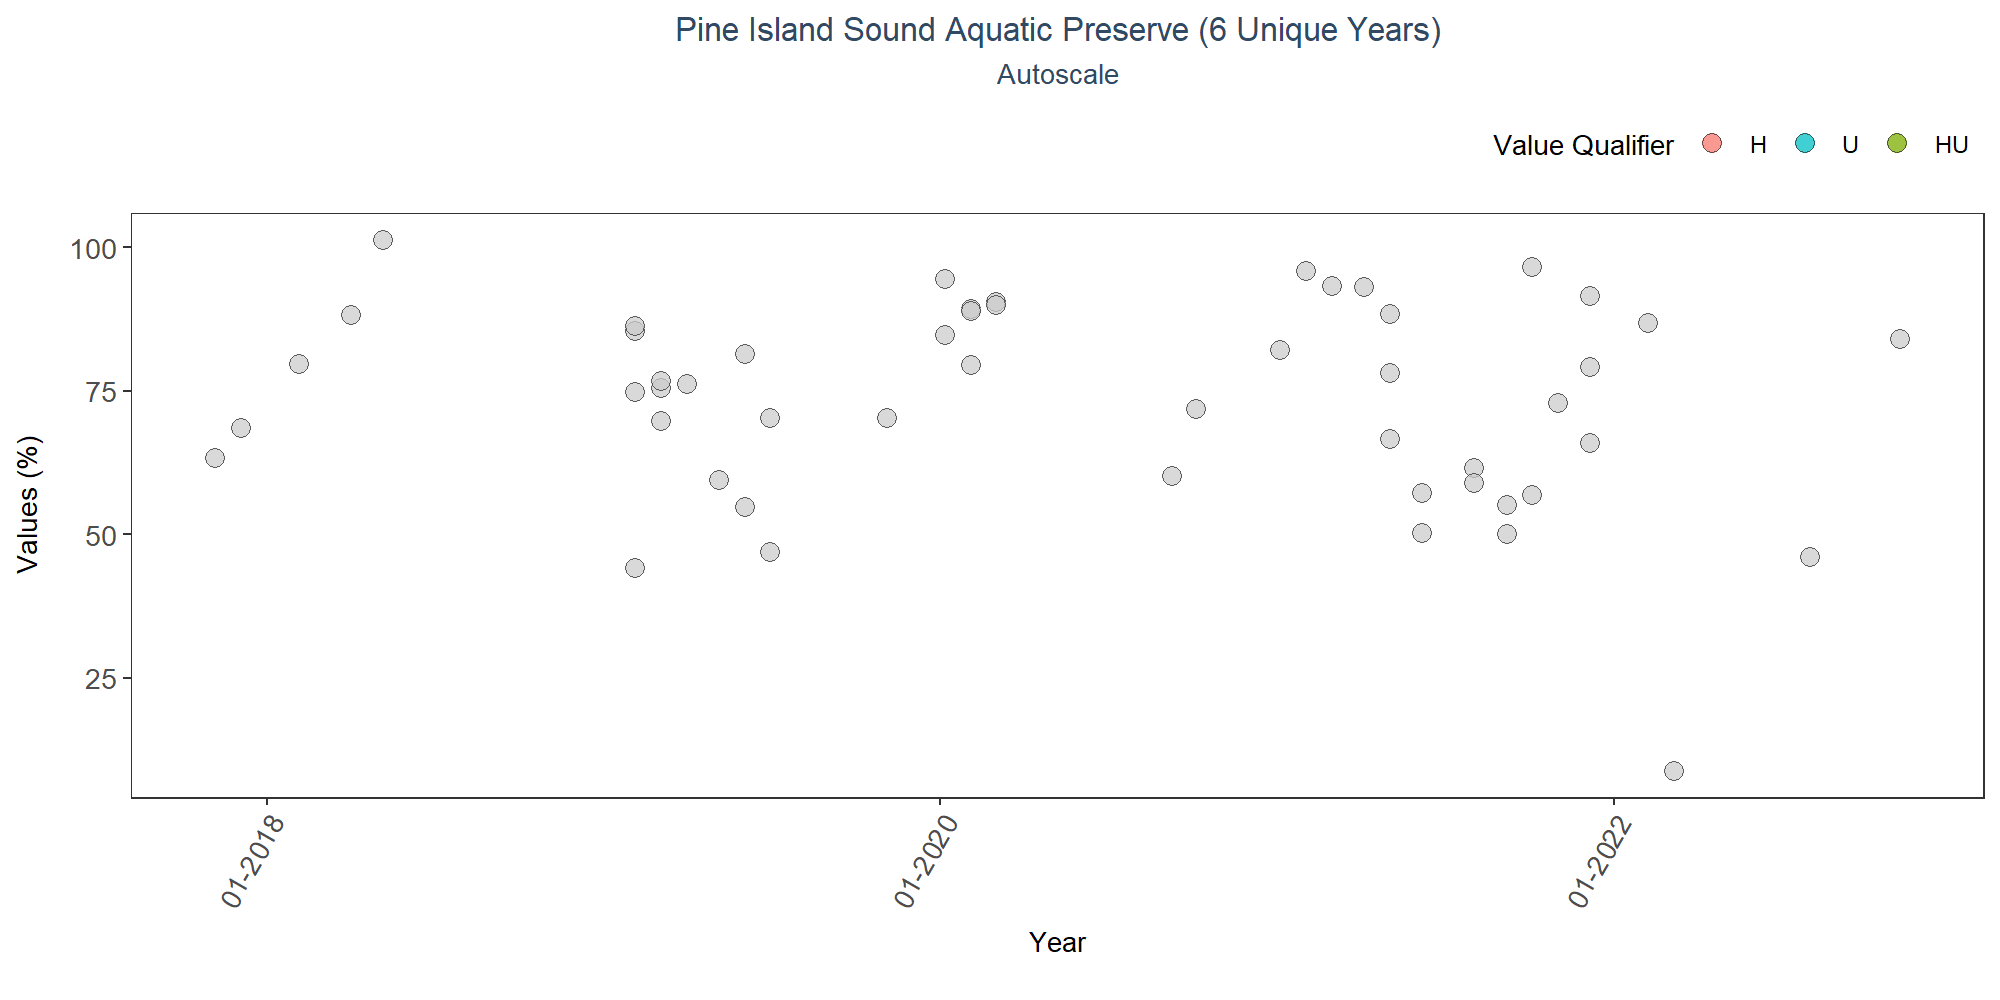 Pine Island Sound Aquatic Preserve (6 Unique Years)
Autoscale
Value Qualifier H U HU
100
75
50
25
Values (%)
01-2018 01-2020 01-2022
Year